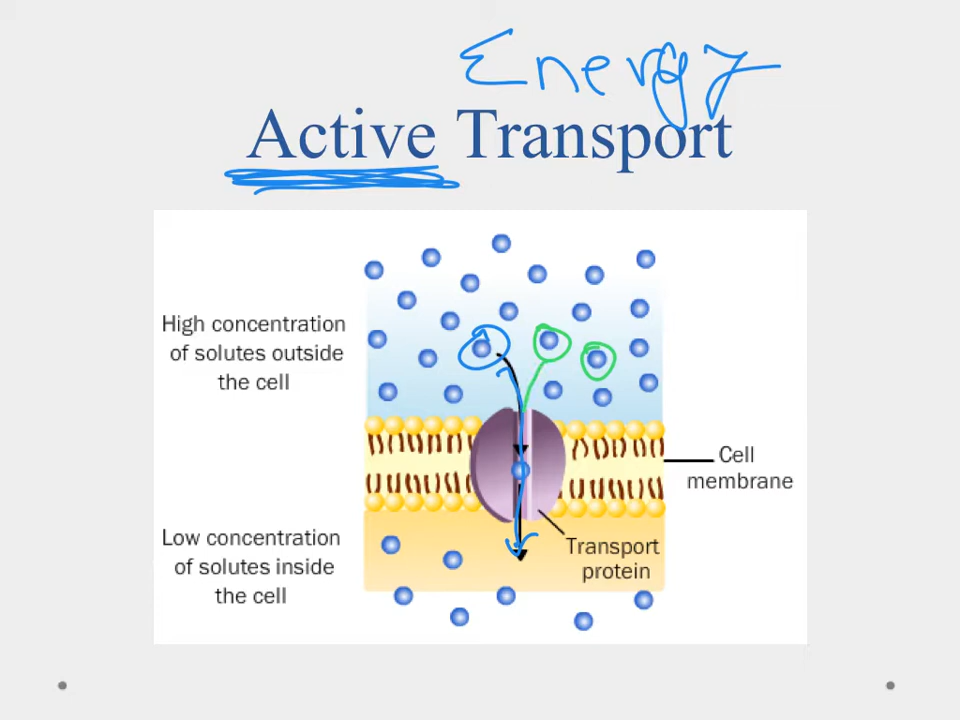 Energy
Active Transport
High concentration
of solutes outside
the cell
Cell
membrane
Low concentration
of solutes inside
the cell
Transport
protein